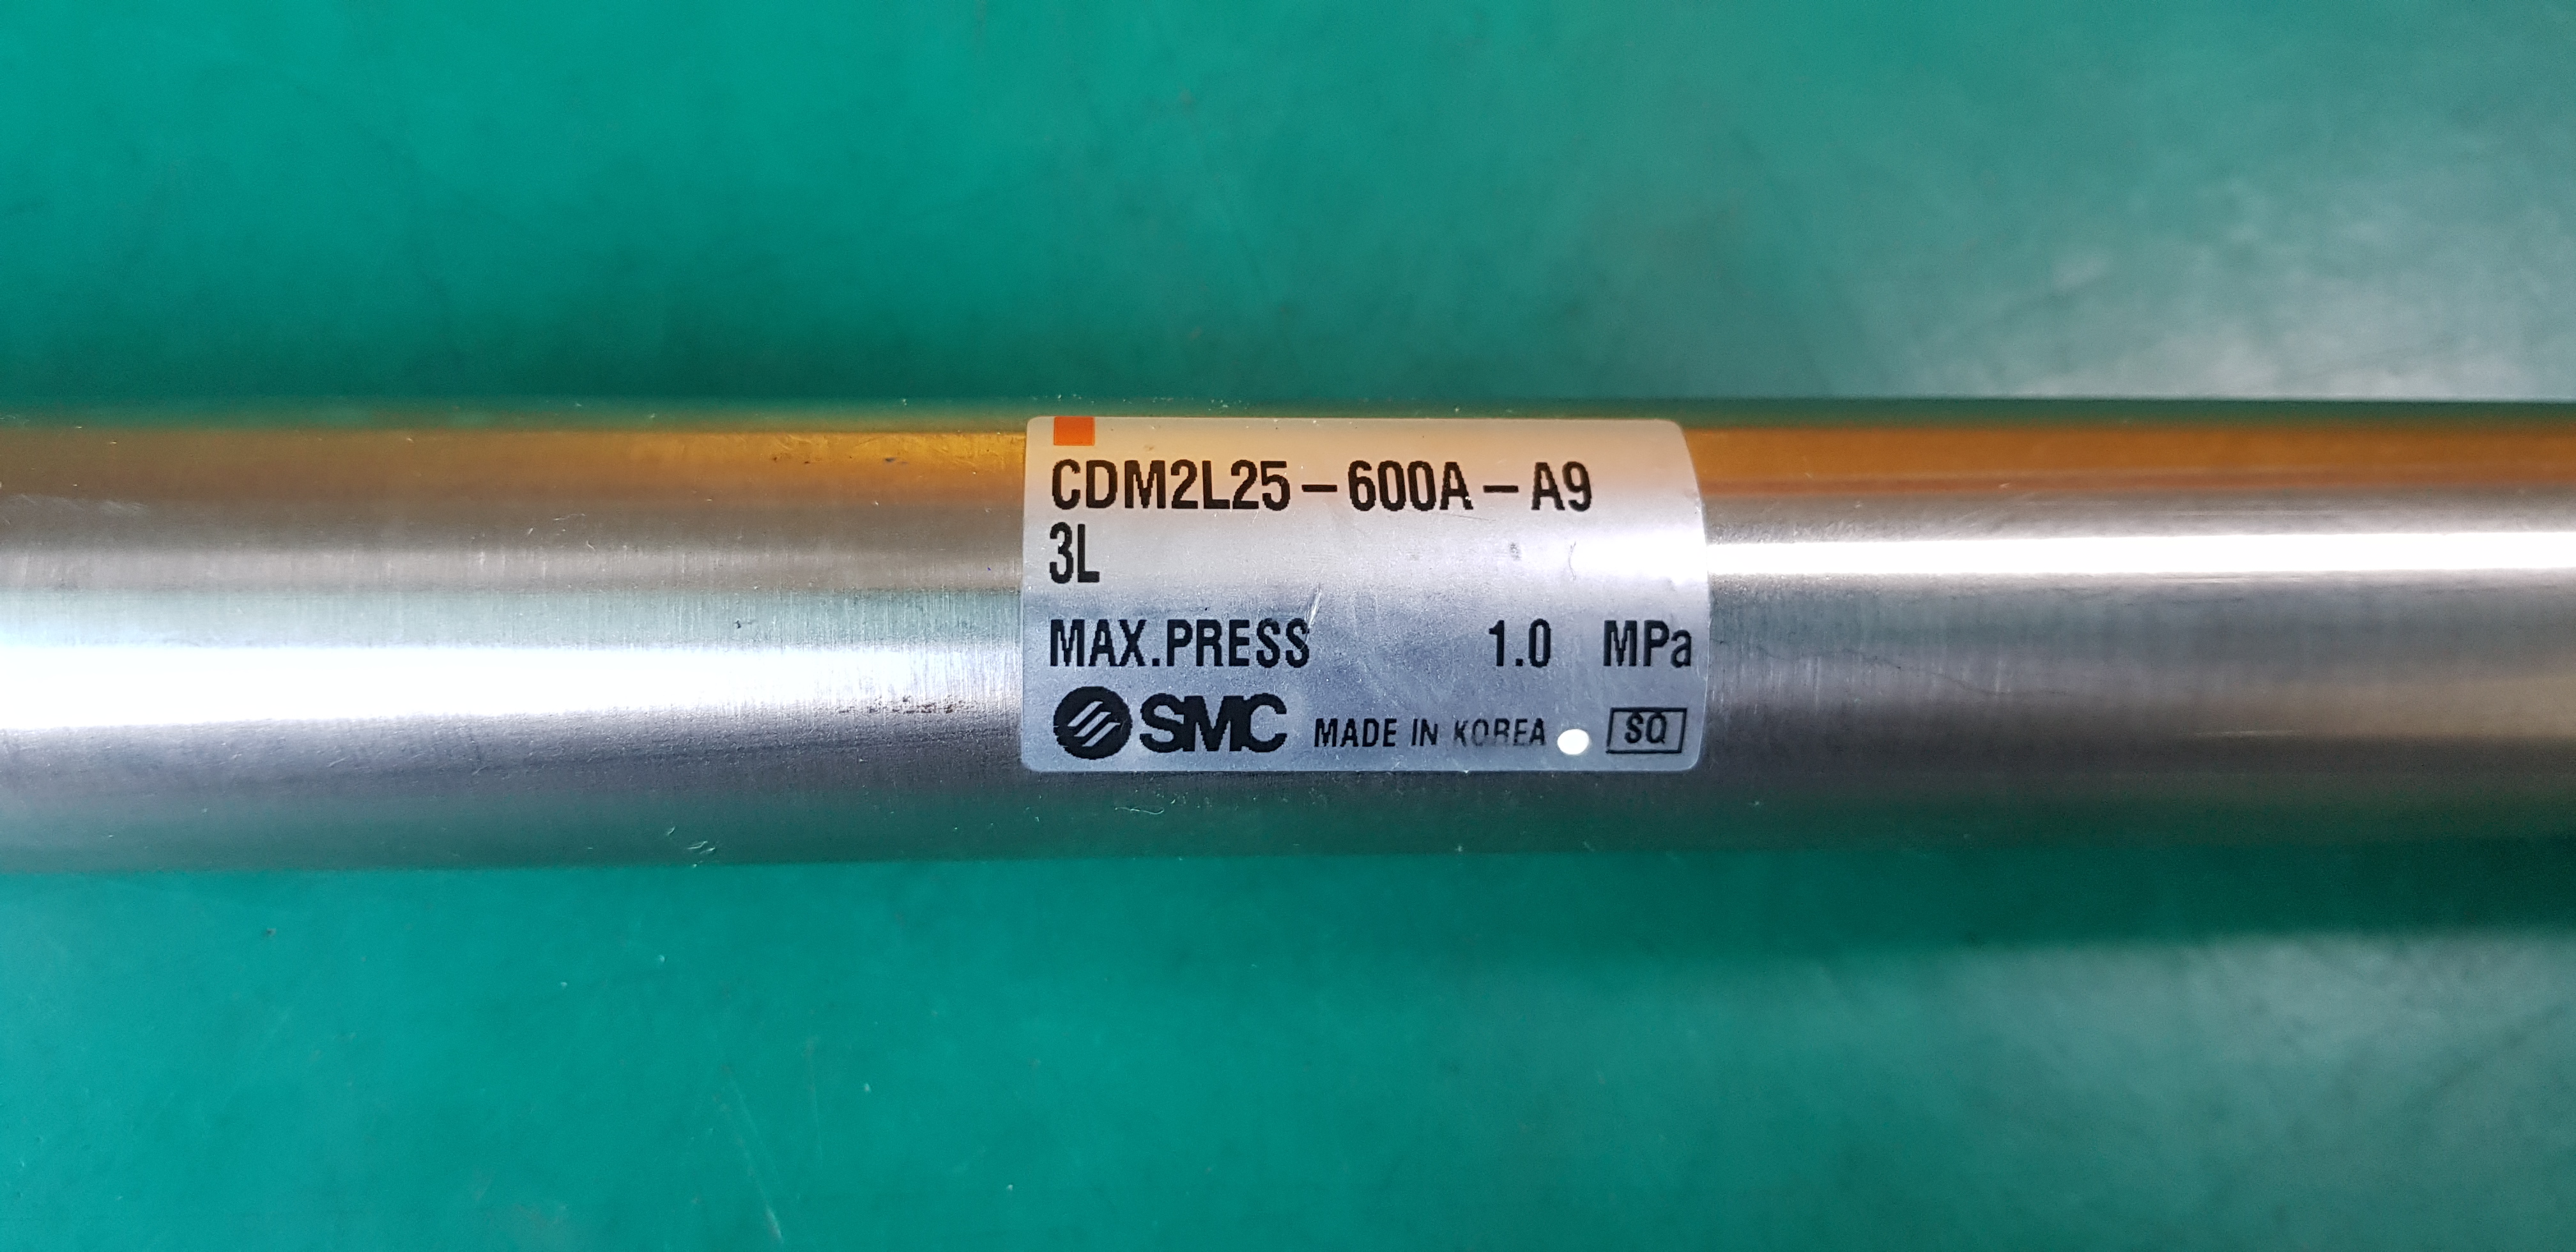 CDM2L25-600A-A9
3L
MAX.PRESS 1.0 MPa
SMC MADE IN KOREA SQ